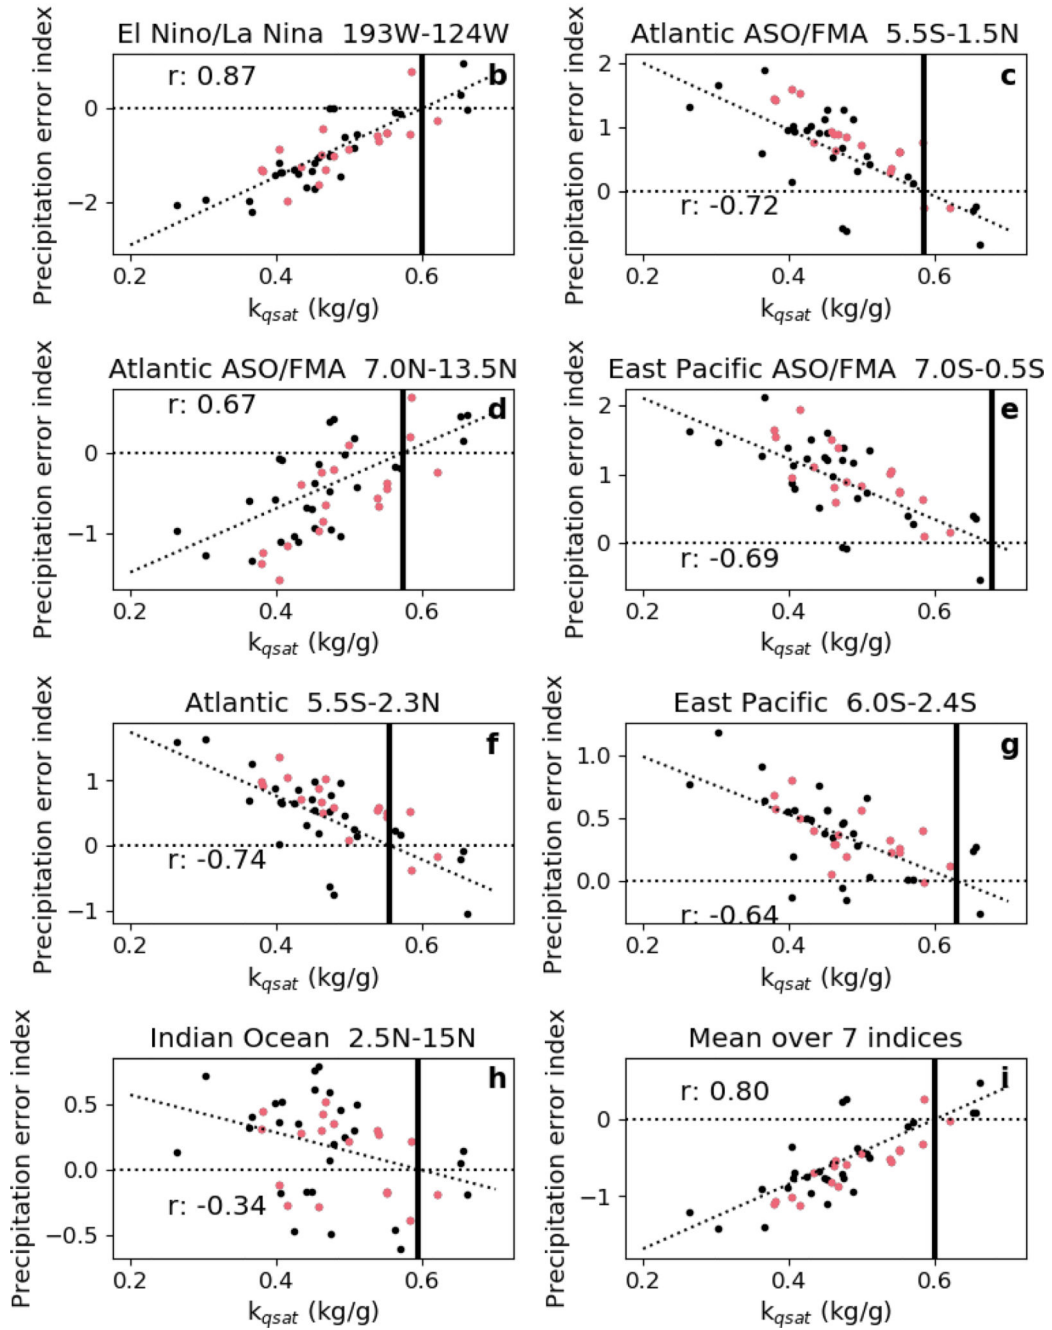 El Nino/La Nina 193W-124W
Precipitation error index
r: 0.87
b
0
−2
0.2 0.4 0.6
kqsat (kg/g)
Atlantic ASO/FMA 5.5S-1.5N
Precipitation error index
c
2
1
0
r: -0.72
0.2 0.4 0.6
kqsat (kg/g)
Atlantic ASO/FMA 7.0N-13.5N
Precipitation error index
r: 0.67
d
0
−1
0.2 0.4 0.6
kqsat (kg/g)
East Pacific ASO/FMA 7.0S-0.5S
Precipitation error index
e
2
1
0
r: -0.69
0.2 0.4 0.6
kqsat (kg/g)
Atlantic 5.5S-2.3N
Precipitation error index
f
1
0
r: -0.74
−1
0.2 0.4 0.6
kqsat (kg/g)
East Pacific 6.0S-2.4S
Precipitation error index
g
1.0
0.5
0.0
r: -0.64
0.2 0.4 0.6
kqsat (kg/g)
Indian Ocean 2.5N-15N
Precipitation error index
h
0.5
0.0
r: -0.34
−0.5
0.2 0.4 0.6
kqsat (kg/g)
Mean over 7 indices
Precipitation error index
r: 0.80
i
0
−1
0.2 0.4 0.6
kqsat (kg/g)